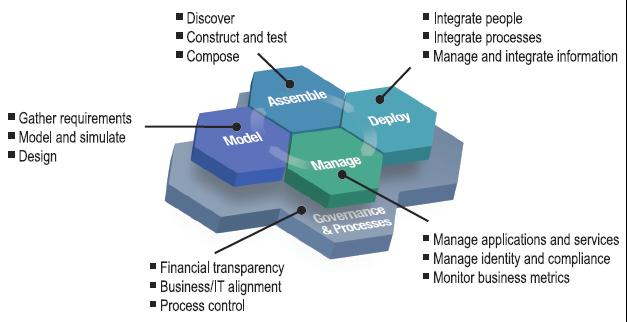 ■ Discover
■ Construct and test
■ Compose
■ Integrate people
■ Integrate processes
■ Manage and integrate information
■ Gather requirements
■ Model and simulate
■ Design
Assemble
Deploy
Model
Manage
Governance
& Processes
■ Financial transparency
■ Business/IT alignment
■ Process control
■ Manage applications and services
■ Manage identity and compliance
■ Monitor business metrics